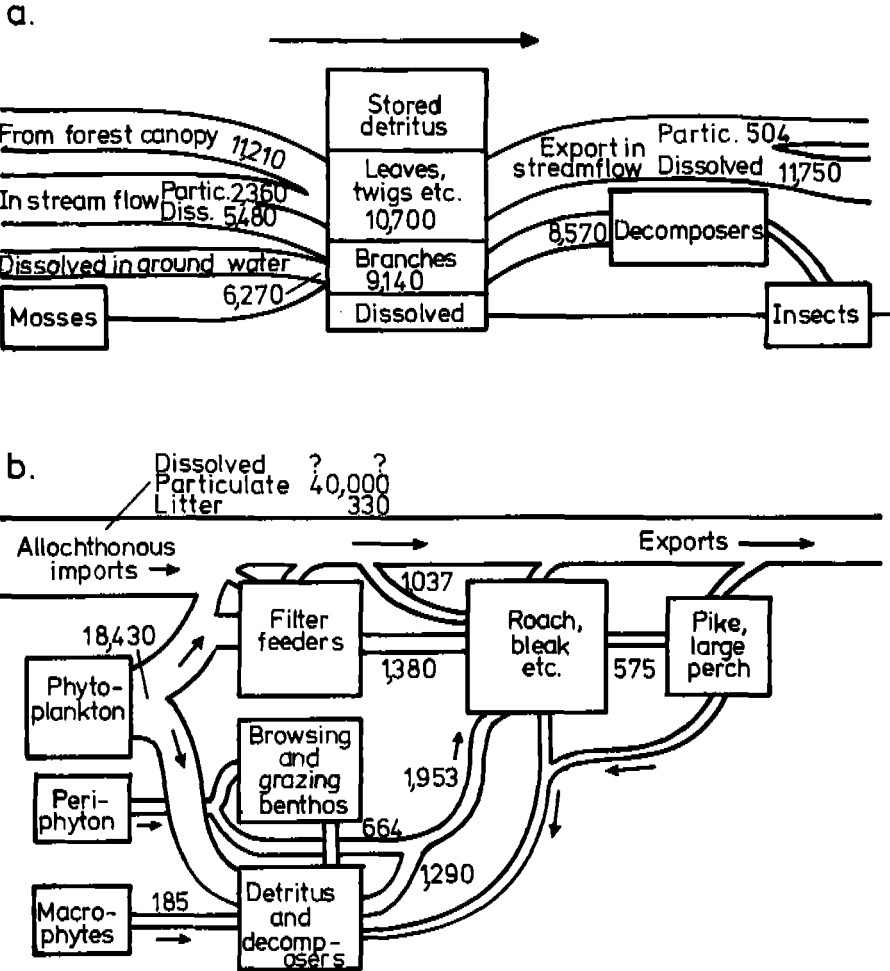 a.
Stored
detritus
From forest canopy 11,210
Leaves,
twigs etc.
10,700
Export in
streamflow
Partic. 504
Dissolved 11,750
In stream flow
Partic. 2360
Diss. 5480
8,570
Decomposers
Dissolved in ground water
6,270
Branches
9,140
Mosses
Dissolved
Insects
b.
Dissolved ? ?
Particulate 40,000
Litter 330
Allochthonous
imports
Exports
1037
18,430
Filter
feeders
1,380
Roach,
bleak
etc.
575
Pike,
large
perch
Phyto-
plankton
Browsing
and
grazing
benthos
1,953
Peri-
phyton
664
1,290
Macro-
phytes
185
Detritus
and
decomp-
osers